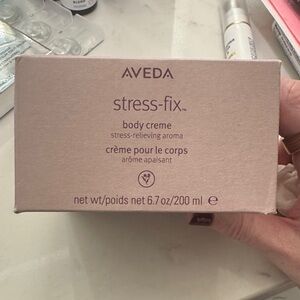 AVEDA
stress-fix™
body creme
stress-relieving aroma
crème pour le corps
arôme apaisant
net wt/poids net 6.7 oz/200 ml ℮